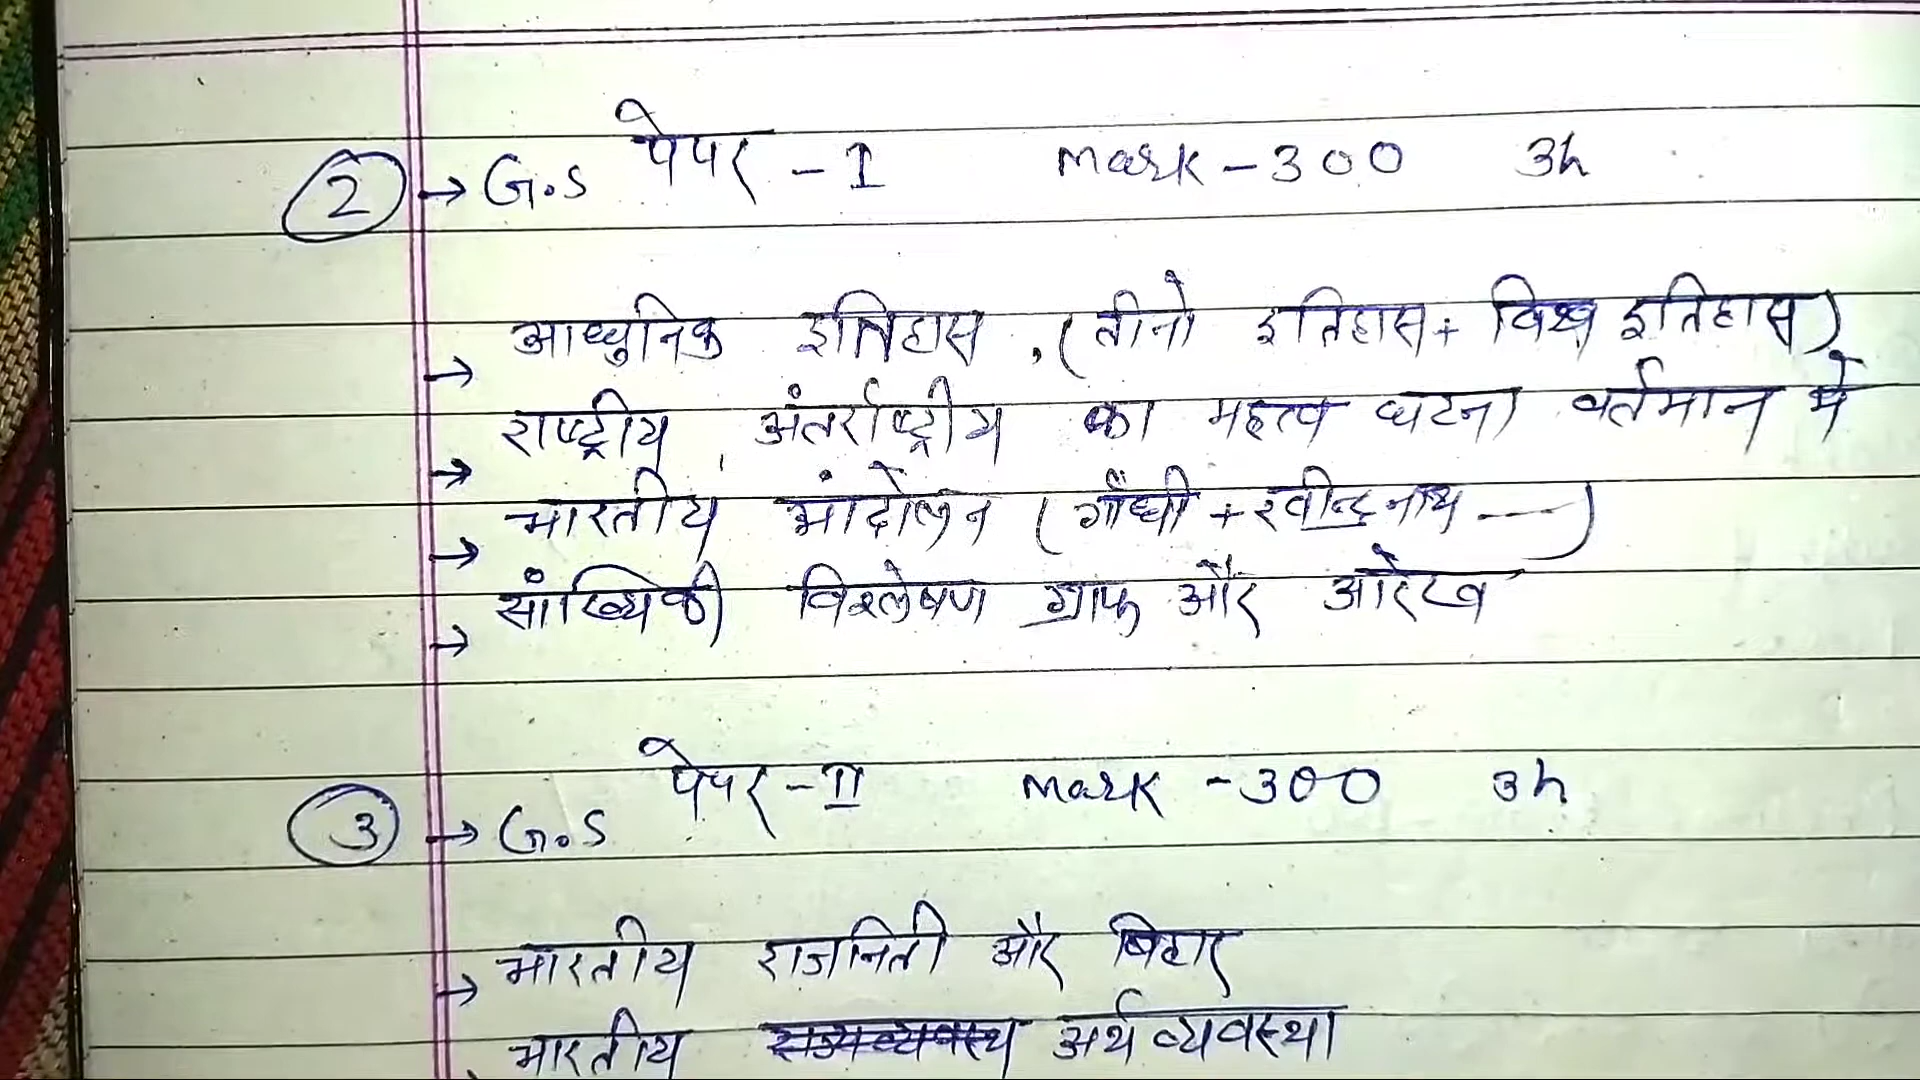 2 → G.S पेपर - I mark - 300 3h
→ आध्धुनिक इतिहास, (तीनो इतिहास + विश्व इतिहास)
→ राष्ट्रीय, अंतर्राष्ट्रीय का महत्व घटना वर्तमान मे
→ भारतीय आंदोलन (गाँधी + रवीन्द्रनाथ ----)
→ सांख्यिकी विश्लेषण ग्राफ और आरेख
3 → G.S पेपर - II mark - 300 3h
→ भारतीय राजनिती और बिहार
भारतीय अर्थव्यवस्था